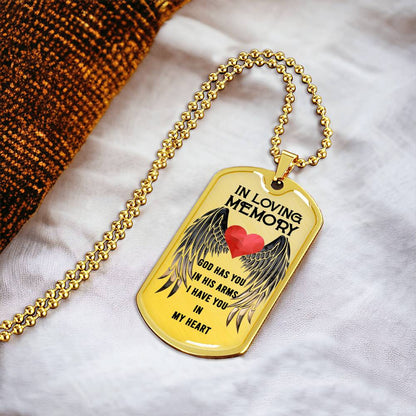 IN LOVING
MEMORY
GOD HAS YOU
IN HIS ARMS
I HAVE YOU
IN
MY HEART